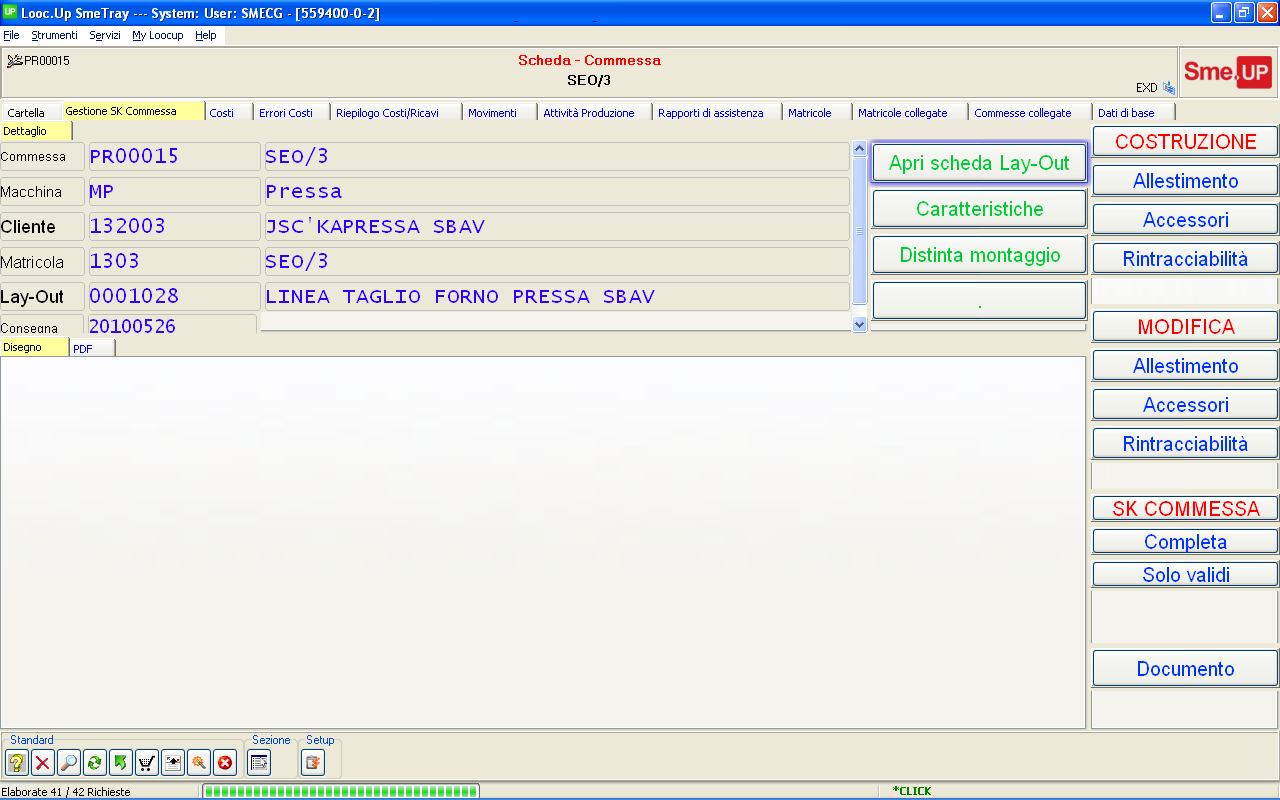 UP Looc.Up SmeTray --- System: User: SMECG - [559400-0-2]
File Strumenti Servizi My Loocup Help
PR00015
Scheda - Commessa
SEO/3
EXD
Sme.UP
Cartella Gestione SK Commessa Costi Errori Costi Riepilogo Costi/Ricavi Movimenti Attività Produzione Rapporti di assistenza Matricole Matricole collegate Commesse collegate Dati di base
Dettaglio
Commessa PR00015 SEO/3
Macchina MP Pressa
Cliente 132003 JSC'KAPRESSA SBAV
Matricola 1303 SEO/3
Lay-Out 0001028 LINEA TAGLIO FORNO PRESSA SBAV
Consegna 20100526
Apri scheda Lay-Out
Caratteristiche
Distinta montaggio
.
COSTRUZIONE
Allestimento
Accessori
Rintracciabilità
MODIFICA
Allestimento
Accessori
Rintracciabilità
SK COMMESSA
Completa
Solo validi
Documento
Disegno PDF
Standard Sezione Setup
Elaborate 41 / 42 Richieste *CLICK